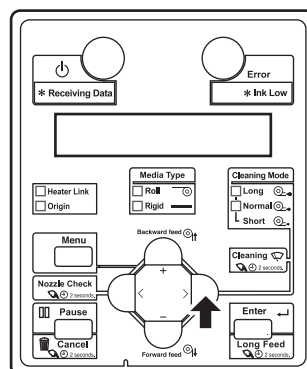 Error
* Receiving Data
* Ink Low
Media Type
Roll
Rigid
Cleaning Mode
Long
Normal
Short
Heater Link
Origin
Menu
Backward feed
+
< >
–
Forward feed
Cleaning
2 seconds.
Nozzle Check
2 seconds.
Pause
Cancel
2 seconds.
Enter
Long Feed
2 seconds.